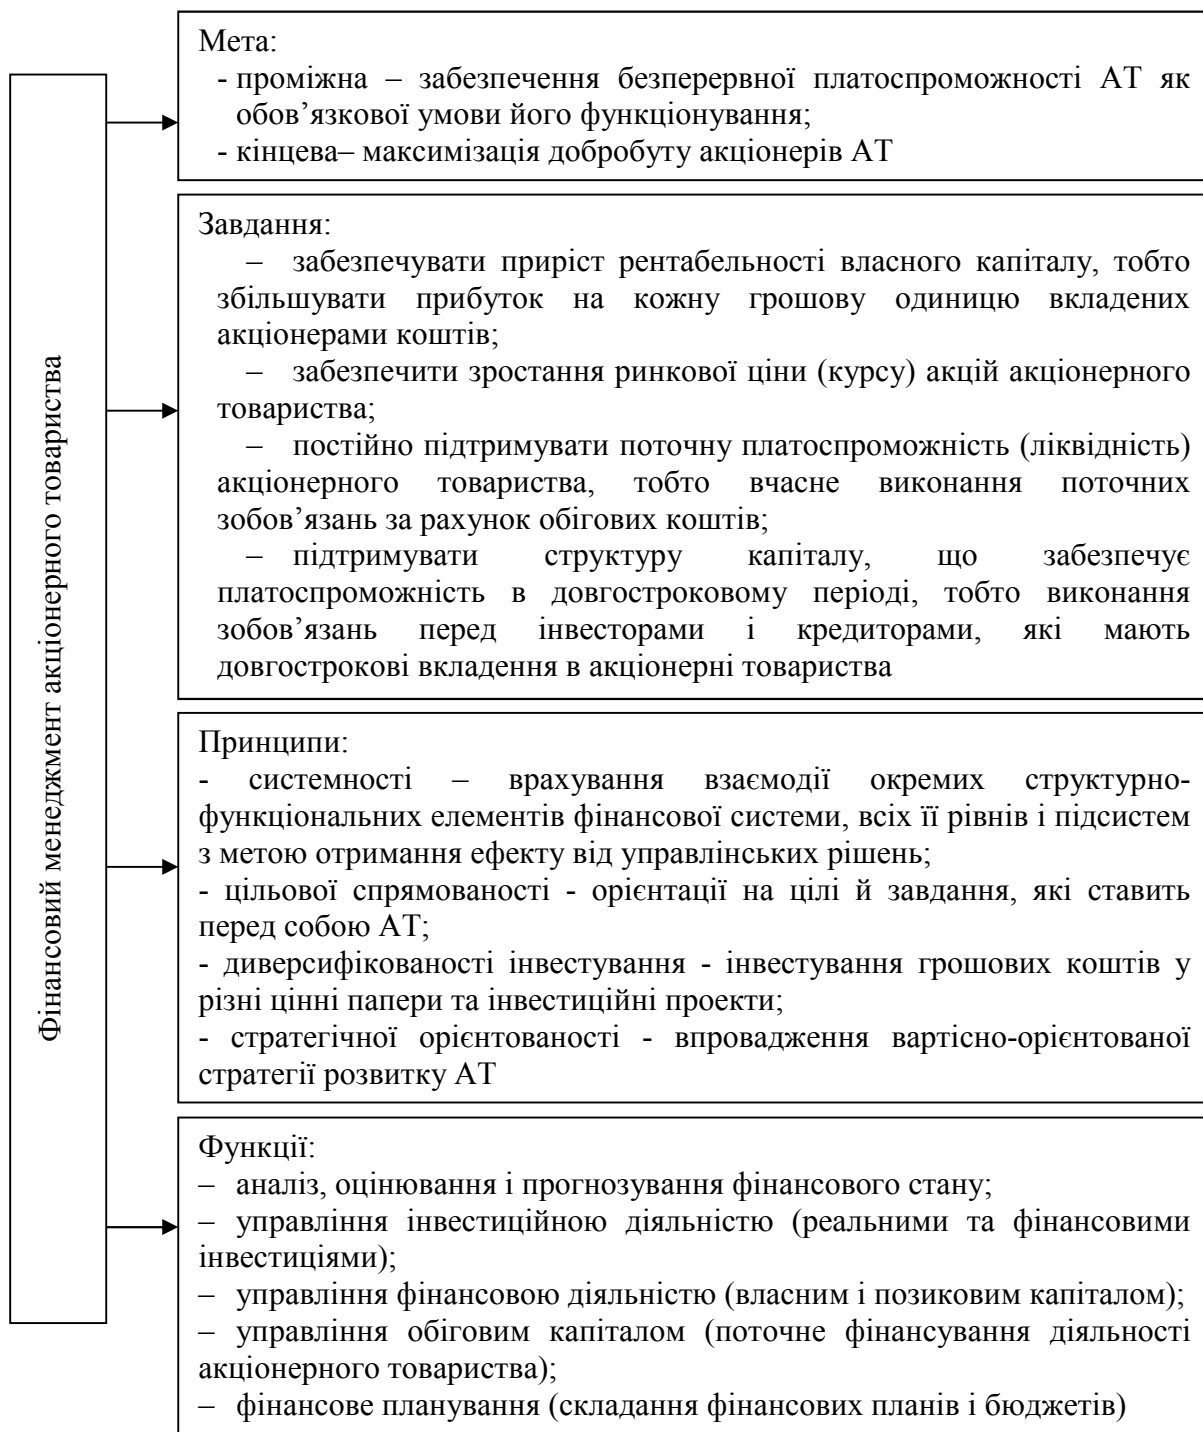 Фінансовий менеджмент акціонерного товариства
Мета:
- проміжна – забезпечення безперервної платоспроможності АТ як
обов’язкової умови його функціонування;
- кінцева– максимізація добробуту акціонерів АТ
Завдання:
– забезпечувати приріст рентабельності власного капіталу, тобто
збільшувати прибуток на кожну грошову одиницю вкладених
акціонерами коштів;
– забезпечити зростання ринкової ціни (курсу) акцій акціонерного
товариства;
– постійно підтримувати поточну платоспроможність (ліквідність)
акціонерного товариства, тобто вчасне виконання поточних
зобов’язань за рахунок обігових коштів;
– підтримувати структуру капіталу, що забезпечує
платоспроможність в довгостроковому періоді, тобто виконання
зобов’язань перед інвесторами і кредиторами, які мають
довгострокові вкладення в акціонерні товариства
Принципи:
- системності – врахування взаємодії окремих структурно-
функціональних елементів фінансової системи, всіх її рівнів і підсистем
з метою отримання ефекту від управлінських рішень;
- цільової спрямованості - орієнтації на цілі й завдання, які ставить
перед собою АТ;
- диверсифікованості інвестування - інвестування грошових коштів у
різні цінні папери та інвестиційні проекти;
- стратегічної орієнтованості - впровадження вартісно-орієнтованої
стратегії розвитку АТ
Функції:
– аналіз, оцінювання і прогнозування фінансового стану;
– управління інвестиційною діяльністю (реальними та фінансовими
інвестиціями);
– управління фінансовою діяльністю (власним і позиковим капіталом);
– управління обіговим капіталом (поточне фінансування діяльності
акціонерного товариства);
– фінансове планування (складання фінансових планів і бюджетів)